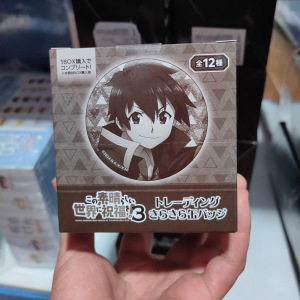 1BOX購入で
コンプリート!
全12種
この素晴らしい
世界に祝福を!3
トレーディング
きらきら缶バッジ